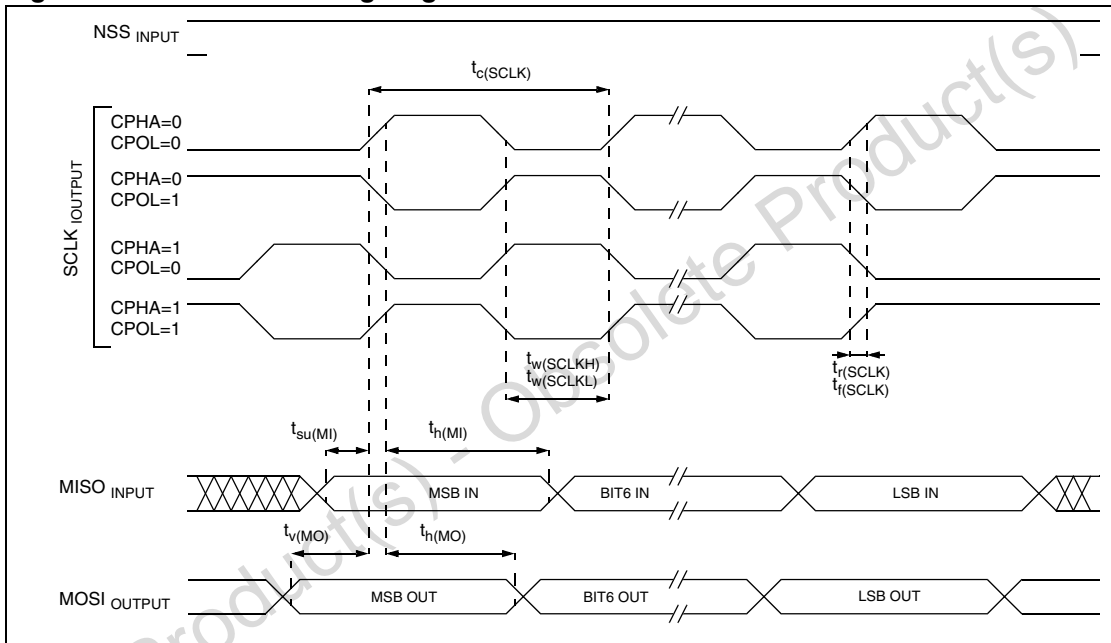 NSS INPUT
tc(SCLK)
SCLK IOUTPUT
CPHA=0
CPOL=0
CPHA=0
CPOL=1
CPHA=1
CPOL=0
CPHA=1
CPOL=1
tw(SCLKH)
tw(SCLKL)
tr(SCLK)
tf(SCLK)
tsu(MI)
th(MI)
MISO INPUT
MSB IN
BIT6 IN
LSB IN
tv(MO)
th(MO)
MOSI OUTPUT
MSB OUT
BIT6 OUT
LSB OUT
Product(s) - Obsolete Product(s)